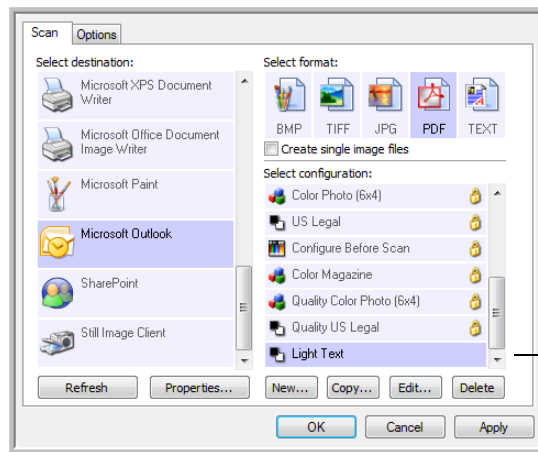 Scan Options
Select destination:
Microsoft XPS Document
Writer
Microsoft Office Document
Image Writer
Microsoft Paint
Microsoft Outlook
SharePoint
Still Image Client
Refresh Properties...
Select format:
BMP TIFF JPG PDF TEXT
Create single image files
Select configuration:
Color Photo (6x4)
US Legal
Configure Before Scan
Color Magazine
Quality Color Photo (6x4)
Quality US Legal
Light Text
New... Copy... Edit... Delete
OK Cancel Apply